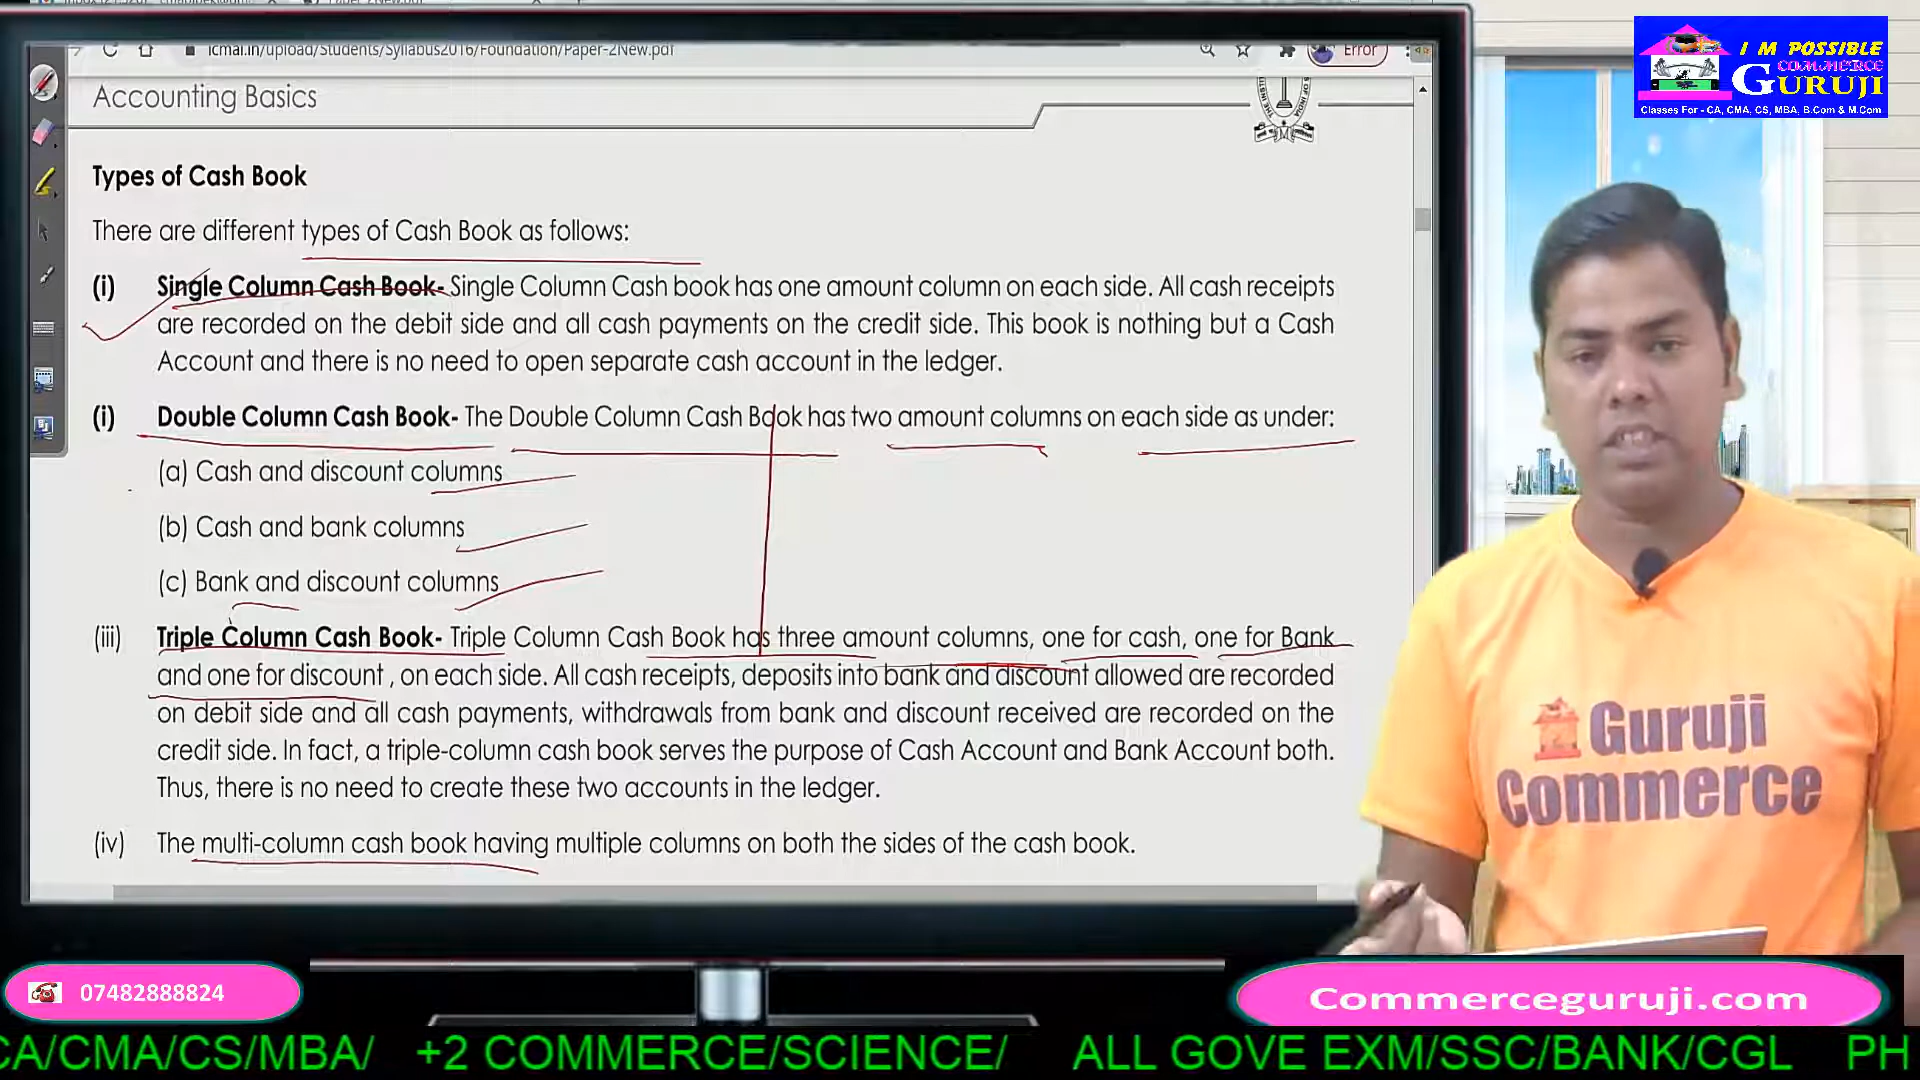 icmai.in/upload/Students/Syllabus2016/Foundation/Paper-2New.pdf
Error
I M POSSIBLE
COMMERCE
GURUJI
Classes For - CA, CMA, CS, MBA, B.Com & M.Com
Accounting Basics
Types of Cash Book
There are different types of Cash Book as follows:
(i) Single Column Cash Book- Single Column Cash book has one amount column on each side. All cash receipts
are recorded on the debit side and all cash payments on the credit side. This book is nothing but a Cash
Account and there is no need to open separate cash account in the ledger.
(i) Double Column Cash Book- The Double Column Cash Book has two amount columns on each side as under:
(a) Cash and discount columns
(b) Cash and bank columns
(c) Bank and discount columns
(iii) Triple Column Cash Book- Triple Column Cash Book has three amount columns, one for cash, one for Bank
and one for discount , on each side. All cash receipts, deposits into bank and discount allowed are recorded
on debit side and all cash payments, withdrawals from bank and discount received are recorded on the
credit side. In fact, a triple-column cash book serves the purpose of Cash Account and Bank Account both.
Thus, there is no need to create these two accounts in the ledger.
(iv) The multi-column cash book having multiple columns on both the sides of the cash book.
Guruji
Commerce
07482888824
Commerceguruji.com
CA/CMA/CS/MBA/ +2 COMMERCE/SCIENCE/ ALL GOVE EXM/SSC/BANK/CGL PH